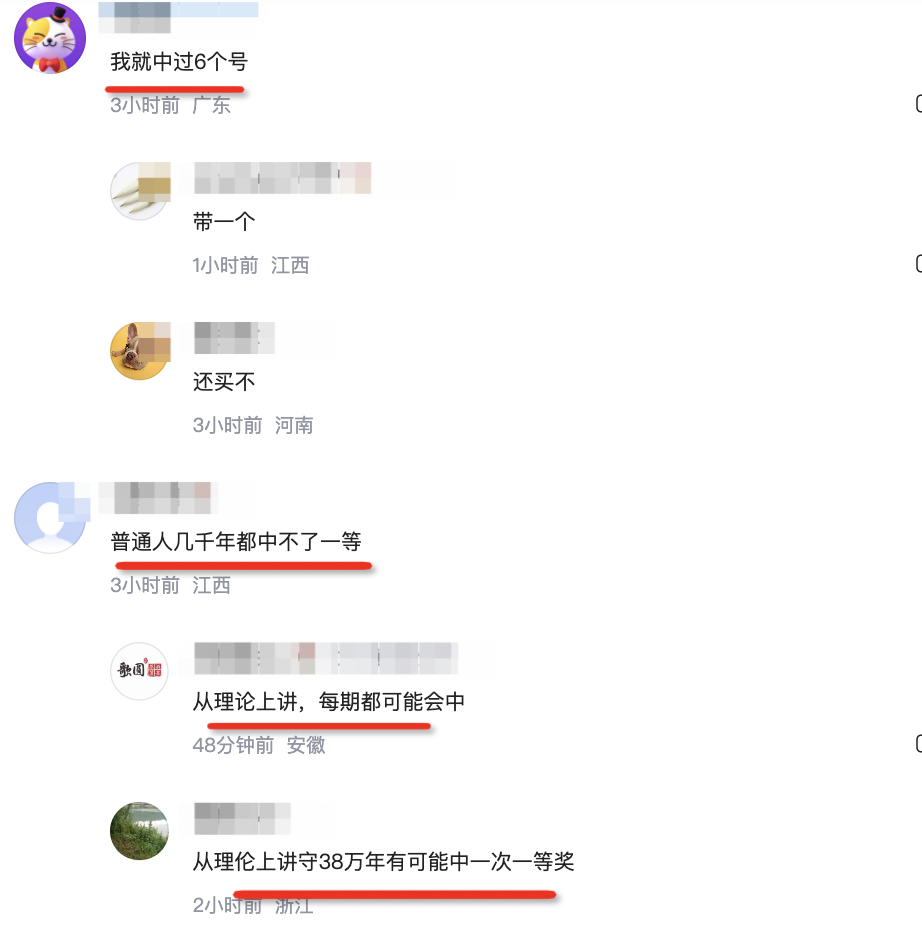 我就中过6个号
3小时前 广东
带一个
1小时前 江西
还买不
3小时前 河南
普通人几千年都中不了一等
3小时前 江西
歌圆
从理论上讲，每期都可能会中
48分钟前 安徽
从理伦上讲守38万年有可能中一次一等奖
2小时前 浙江